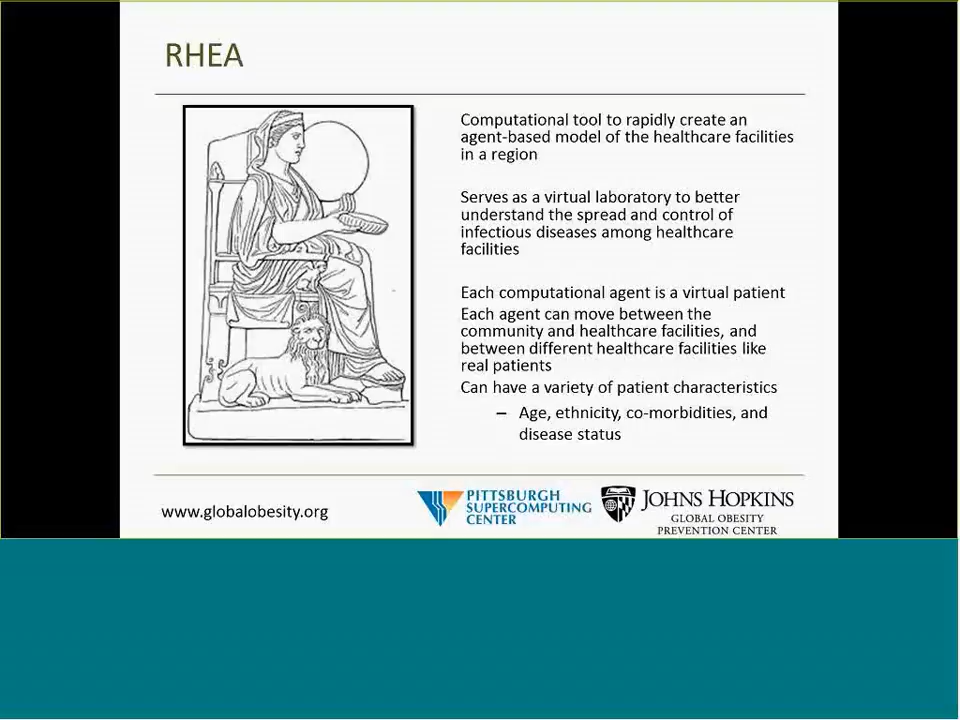 RHEA
Computational tool to rapidly create an
agent-based model of the healthcare facilities
in a region
Serves as a virtual laboratory to better
understand the spread and control of
infectious diseases among healthcare
facilities
Each computational agent is a virtual patient
Each agent can move between the
community and healthcare facilities, and
between different healthcare facilities like
real patients
Can have a variety of patient characteristics
– Age, ethnicity, co-morbidities, and
disease status
www.globalobesity.org
PITTSBURGH
SUPERCOMPUTING
CENTER
JOHNS HOPKINS
GLOBAL OBESITY
PREVENTION CENTER